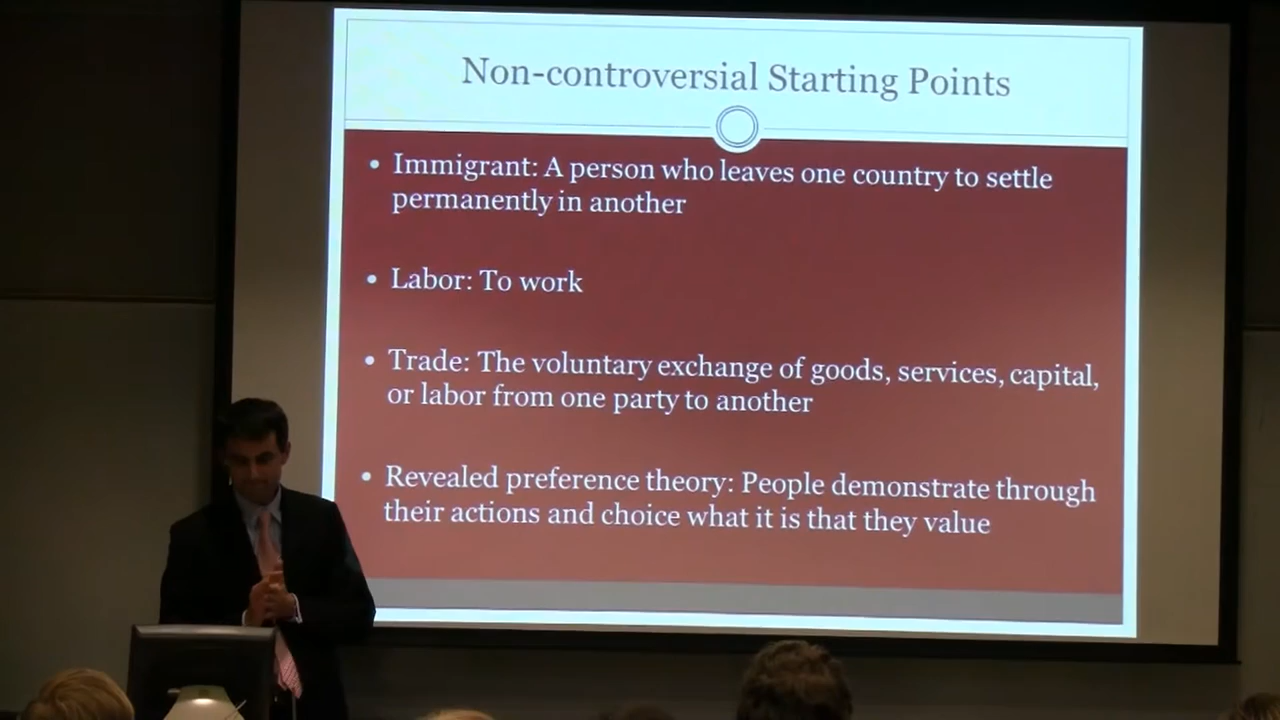 Non-controversial Starting Points
• Immigrant: A person who leaves one country to settle
permanently in another
• Labor: To work
• Trade: The voluntary exchange of goods, services, capital,
or labor from one party to another
• Revealed preference theory: People demonstrate through
their actions and choice what it is that they value